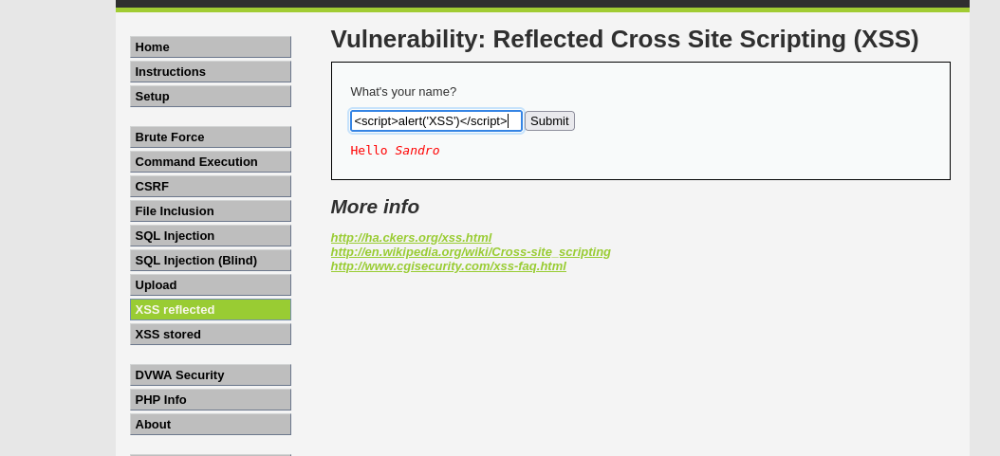 Home
Instructions
Setup
Brute Force
Command Execution
CSRF
File Inclusion
SQL Injection
SQL Injection (Blind)
Upload
XSS reflected
XSS stored
DVWA Security
PHP Info
About
Vulnerability: Reflected Cross Site Scripting (XSS)
What's your name?
<script>alert('XSS')</script> Submit
Hello Sandro
More info
http://ha.ckers.org/xss.html
http://en.wikipedia.org/wiki/Cross-site_scripting
http://www.cgisecurity.com/xss-faq.html